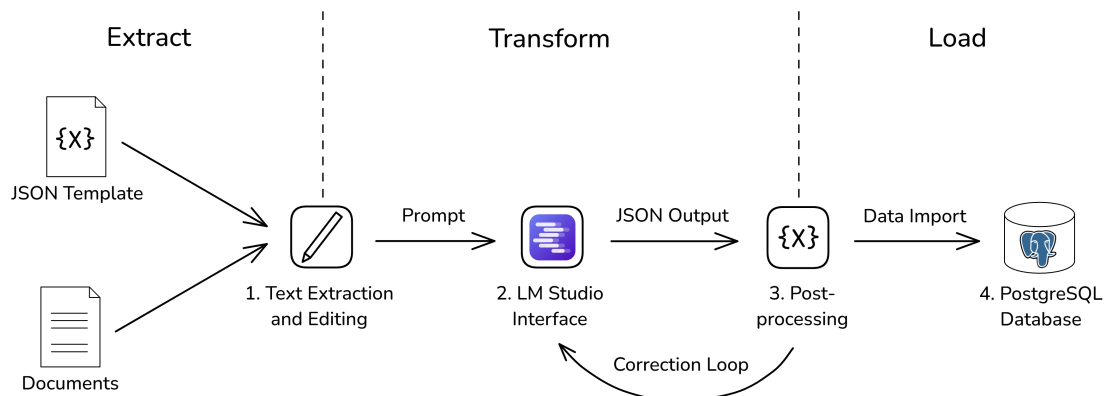 Extract
Transform
Load
{X}
JSON Template
Documents
1. Text Extraction
and Editing
Prompt
2. LM Studio
Interface
JSON Output
{X}
3. Post-
processing
Correction Loop
Data Import
4. PostgreSQL
Database